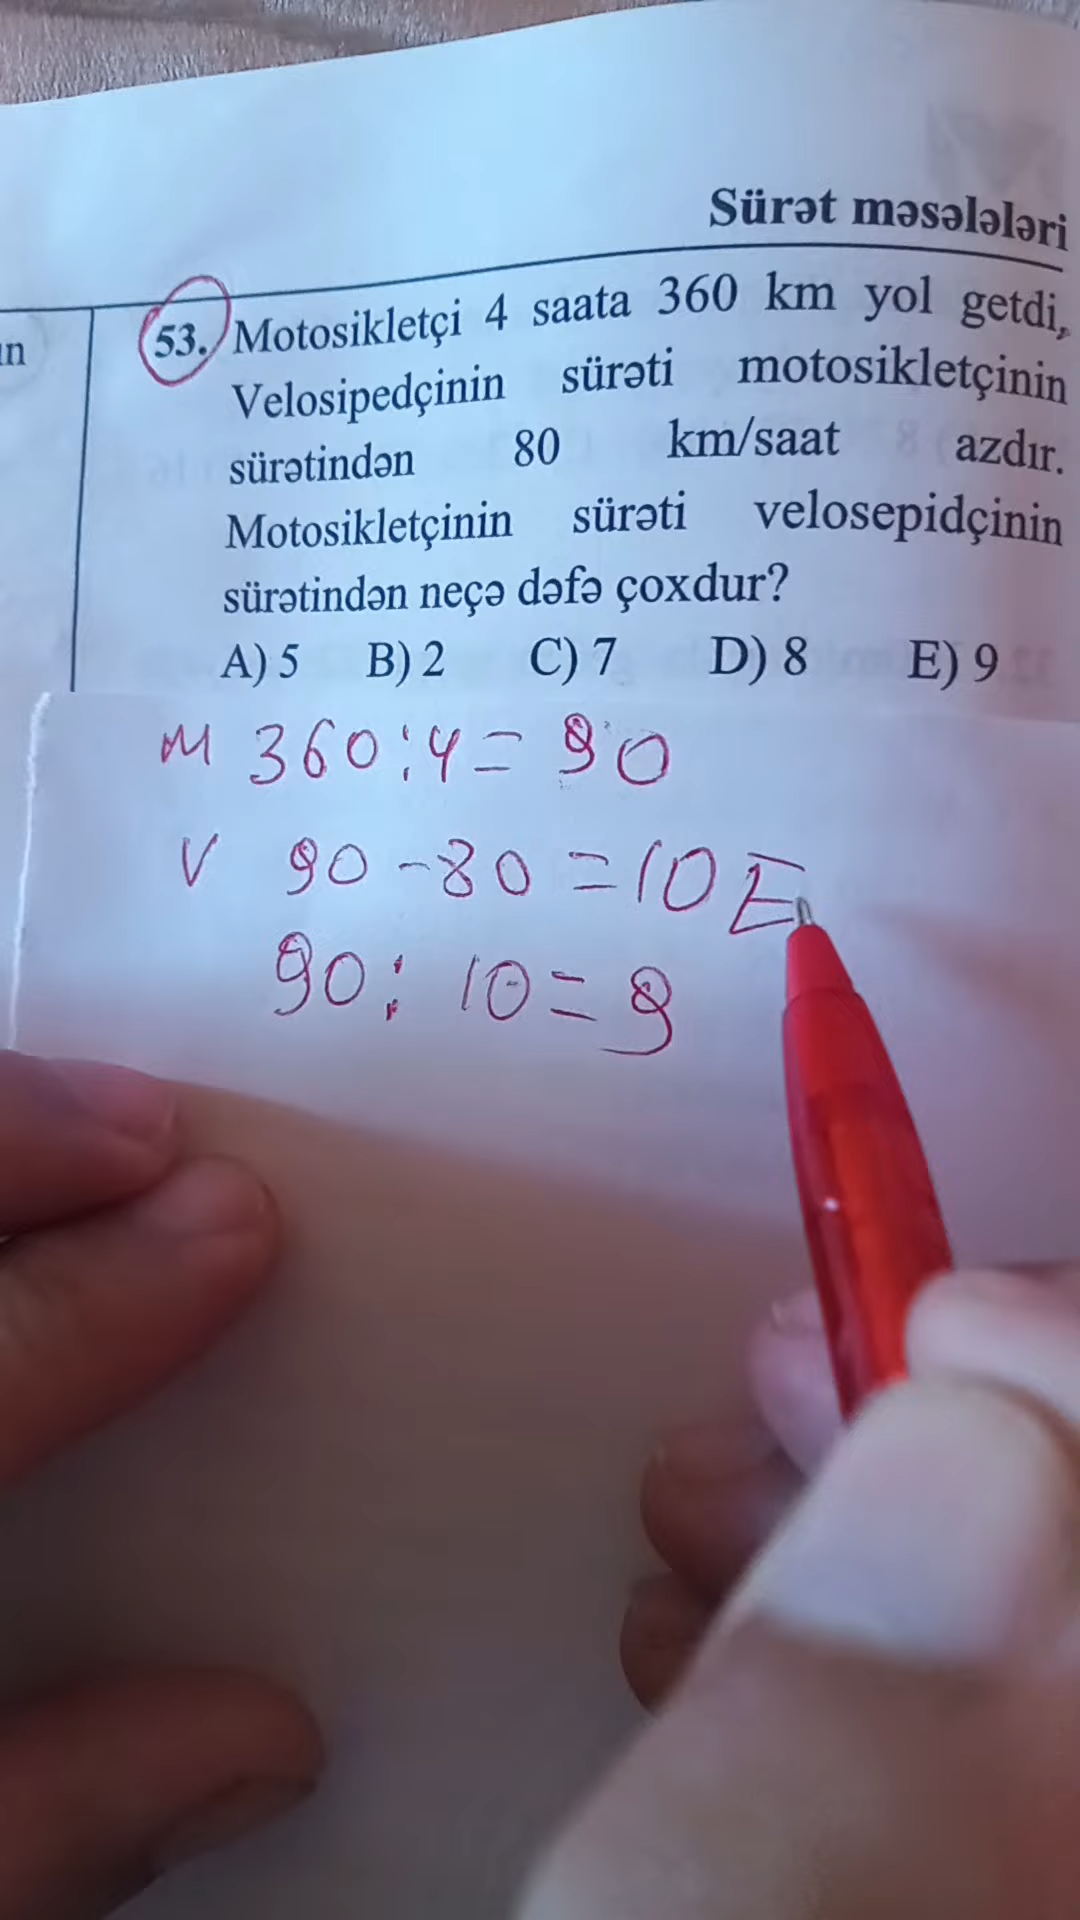 Sürət məsələləri
53. Motosikletçi 4 saata 360 km yol getdi,
Velosipedçinin sürəti motosikletçinin
sürətindən 80 km/saat azdır.
Motosikletçinin sürəti velosepidçinin
sürətindən neçə dəfə çoxdur?
A) 5 B) 2 C) 7 D) 8 E) 9
M 360:4=90
V 90-80=10 E
90:10=9